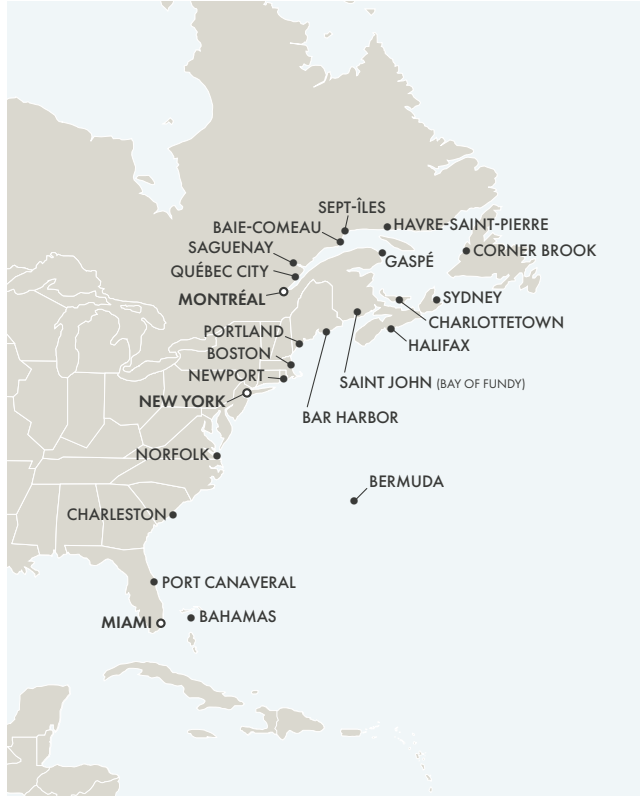 SEPT-ÎLES
BAIE-COMEAU
HAVRE-SAINT-PIERRE
SAGUENAY
CORNER BROOK
GASPÉ
QUÉBEC CITY
MONTRÉAL
SYDNEY
CHARLOTTETOWN
PORTLAND
HALIFAX
BOSTON
NEWPORT
SAINT JOHN (BAY OF FUNDY)
NEW YORK
BAR HARBOR
NORFOLK
BERMUDA
CHARLESTON
PORT CANAVERAL
MIAMI
BAHAMAS